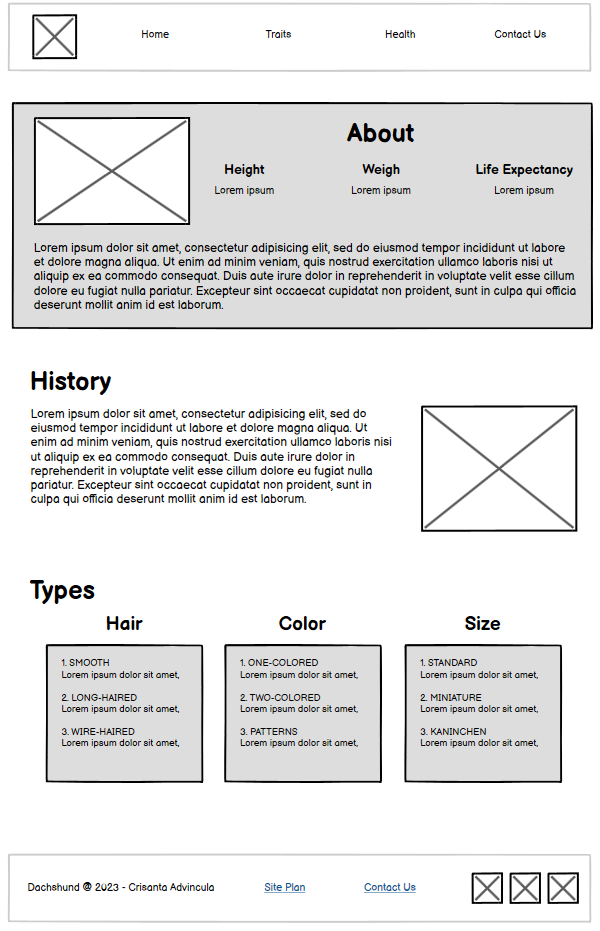 Home Traits Health Contact Us
About
Height Weigh Life Expectancy
Lorem ipsum Lorem ipsum Lorem ipsum
Lorem ipsum dolor sit amet, consectetur adipisicing elit, sed do eiusmod tempor incididunt ut labore
et dolore magna aliqua. Ut enim ad minim veniam, quis nostrud exercitation ullamco laboris nisi ut
aliquip ex ea commodo consequat. Duis aute irure dolor in reprehenderit in voluptate velit esse cillum
dolore eu fugiat nulla pariatur. Excepteur sint occaecat cupidatat non proident, sunt in culpa qui officia
deserunt mollit anim id est laborum.
History
Lorem ipsum dolor sit amet, consectetur adipisicing elit, sed do
eiusmod tempor incididunt ut labore et dolore magna aliqua. Ut
enim ad minim veniam, quis nostrud exercitation ullamco laboris nisi
ut aliquip ex ea commodo consequat. Duis aute irure dolor in
reprehenderit in voluptate velit esse cillum dolore eu fugiat nulla
pariatur. Excepteur sint occaecat cupidatat non proident, sunt in
culpa qui officia deserunt mollit anim id est laborum.
Types
Hair
1. SMOOTH
Lorem ipsum dolor sit amet,
2. LONG-HAIRED
Lorem ipsum dolor sit amet,
3. WIRE-HAIRED
Lorem ipsum dolor sit amet,
Color
1. ONE-COLORED
Lorem ipsum dolor sit amet,
2. TWO-COLORED
Lorem ipsum dolor sit amet,
3. PATTERNS
Lorem ipsum dolor sit amet,
Size
1. STANDARD
Lorem ipsum dolor sit amet,
2. MINIATURE
Lorem ipsum dolor sit amet,
3. KANINCHEN
Lorem ipsum dolor sit amet,
Dachshund @ 2023 - Crisanta Advincula Site Plan Contact Us